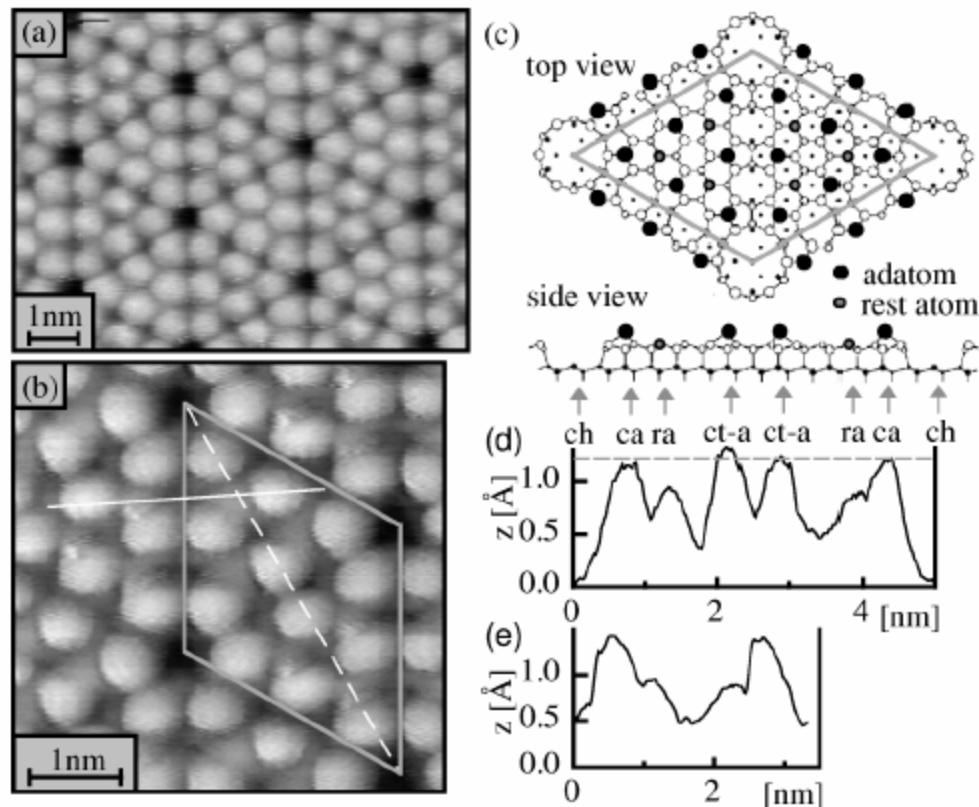 (a)
1nm
(b)
1nm
(c)
top view
adatom
rest atom
side view
ch ca ra ct-a ct-a ra ca ch
(d)
z [Å]
1.0
0.5
0.0
0 2 4 [nm]
(e)
z [Å]
1.0
0.5
0.0
0 2 [nm]